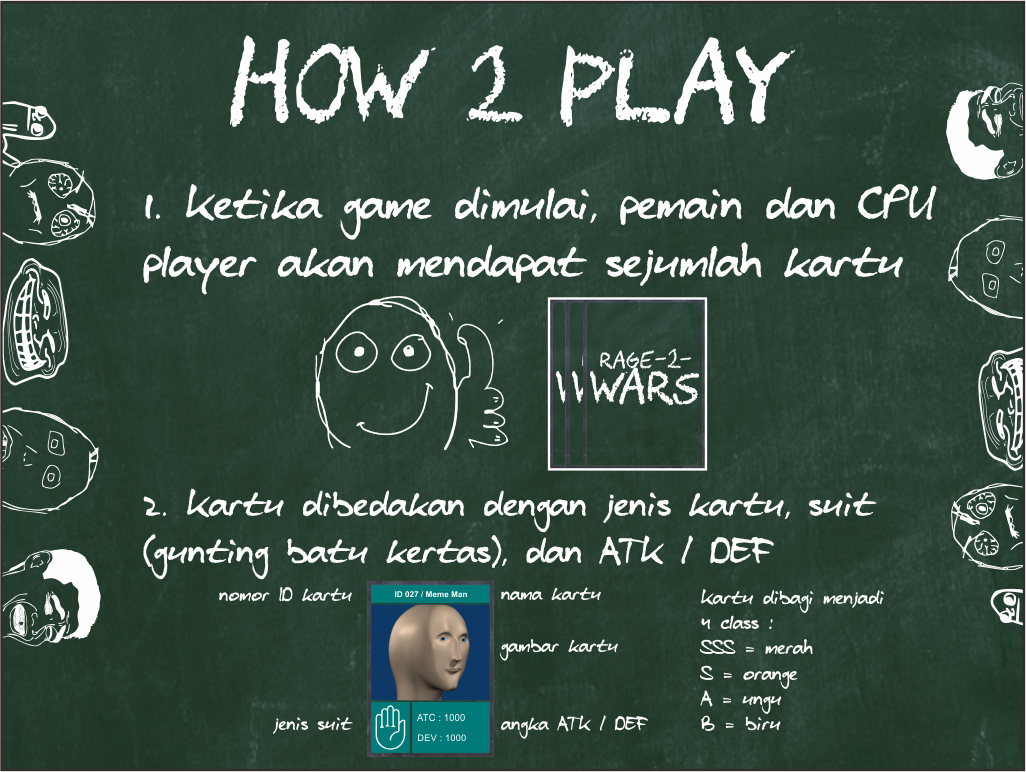 HOW 2 PLAY
1. Ketika game dimulai, pemain dan CPU
player akan mendapat sejumlah kartu
RAGE-2-
WARS
2. Kartu dibedakan dengan jenis kartu, suit
(gunting batu kertas), dan ATK / DEF
nomor ID kartu
ID 027 / Meme Man
nama kartu
gambar kartu
jenis suit
ATC : 1000
DEV : 1000
angka ATK / DEF
Kartu dibagi menjadi
4 class :
SSS = merah
S = orange
A = ungu
B = biru